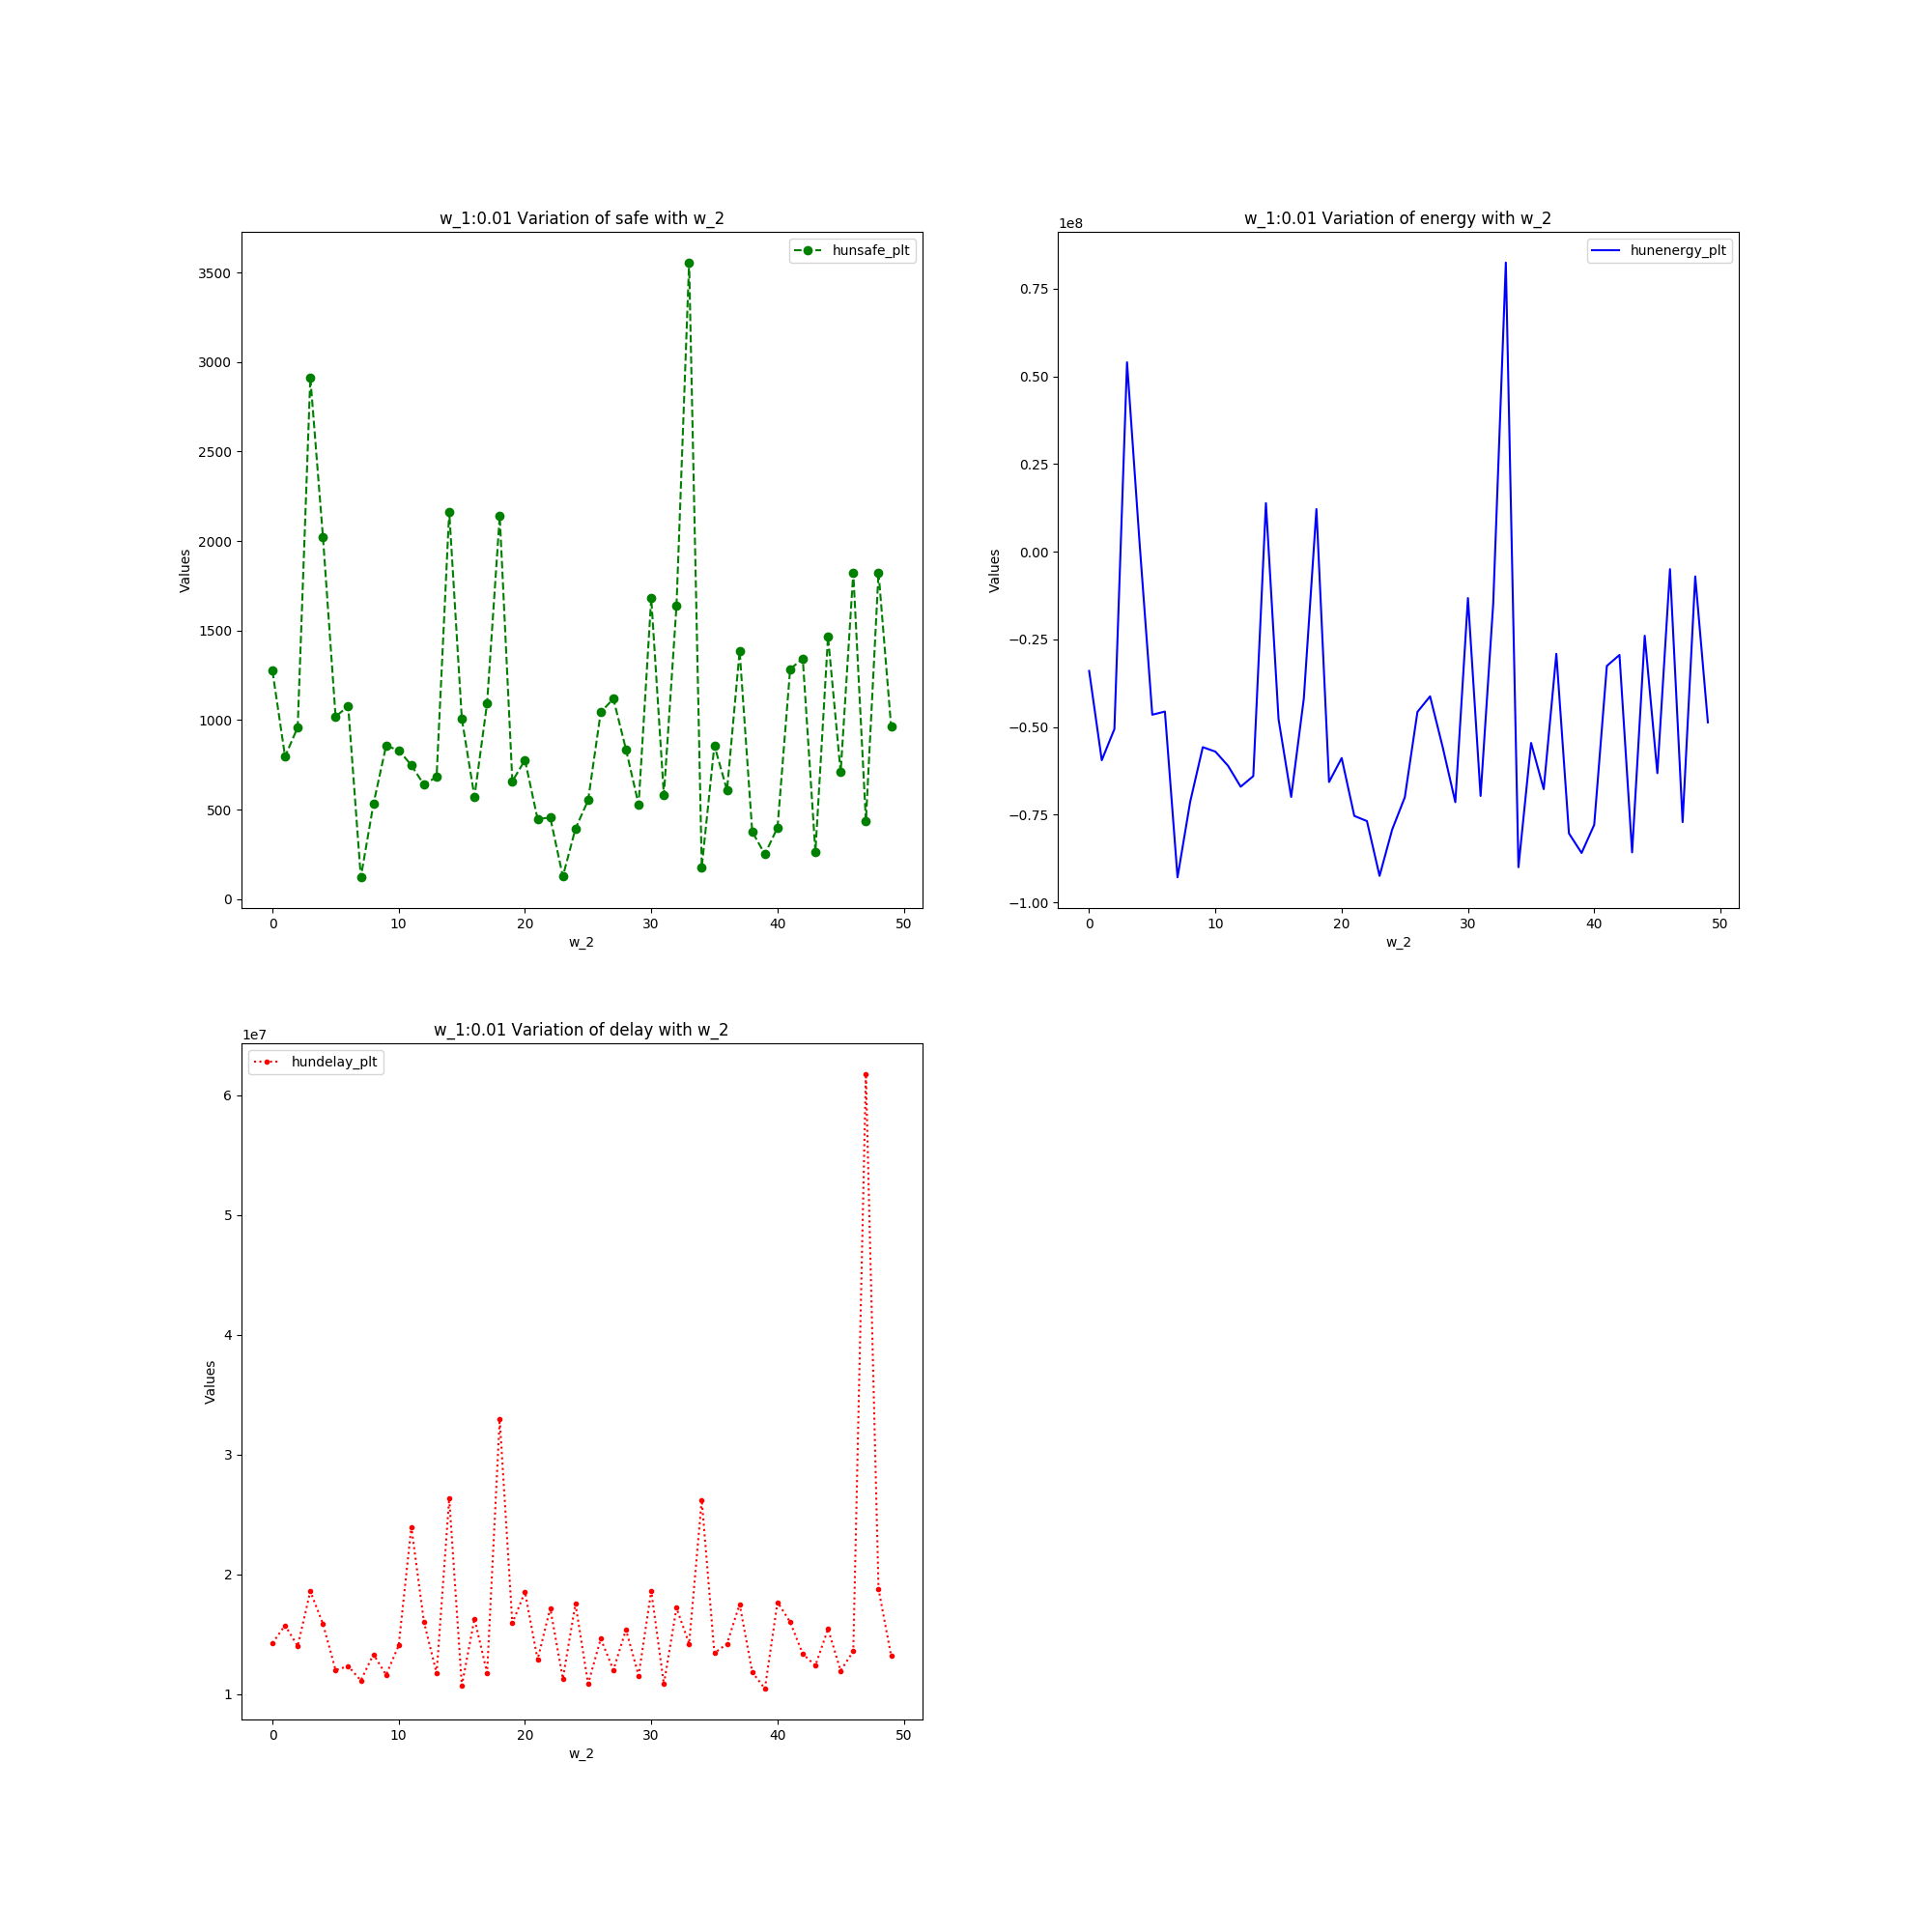 w_1:0.01 Variation of safe with w_2
hunsafe_plt
3500
3000
2500
2000
1500
1000
500
0
Values
0 10 20 30 40 50
w_2
w_1:0.01 Variation of energy with w_2
1e8
hunenergy_plt
0.75
0.50
0.25
0.00
−0.25
−0.50
−0.75
−1.00
Values
0 10 20 30 40 50
w_2
w_1:0.01 Variation of delay with w_2
1e7
hundelay_plt
6
5
4
3
2
1
Values
0 10 20 30 40 50
w_2